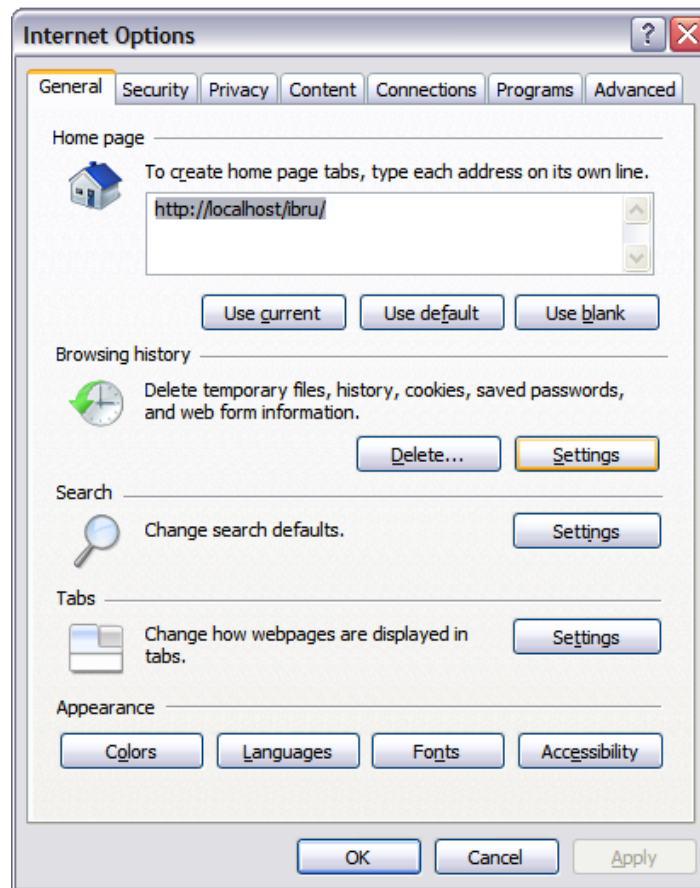 Internet Options
?
General Security Privacy Content Connections Programs Advanced
Home page
To create home page tabs, type each address on its own line.
http://localhost/ibru/
Use current Use default Use blank
Browsing history
Delete temporary files, history, cookies, saved passwords,
and web form information.
Delete... Settings
Search
Change search defaults.
Settings
Tabs
Change how webpages are displayed in
tabs.
Settings
Appearance
Colors Languages Fonts Accessibility
OK Cancel Apply